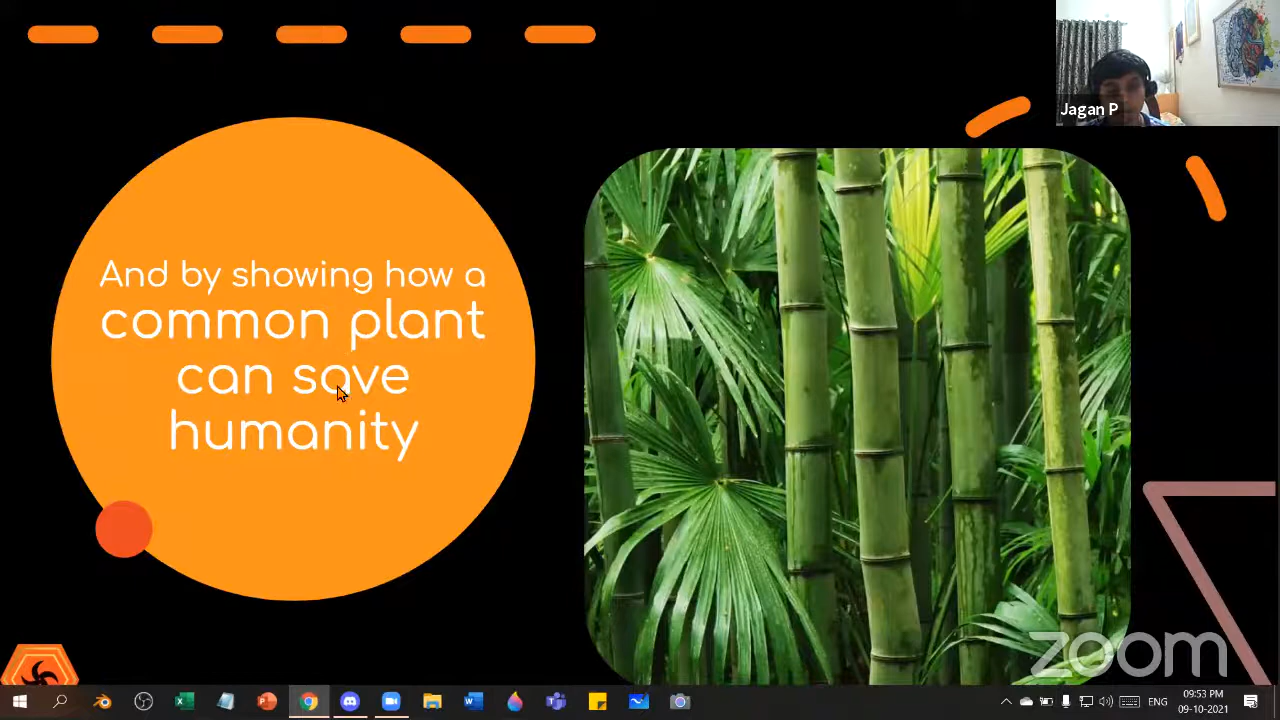 Jagan P
And by showing how a
common plant
can save
humanity
zoom
ENG
09:53 PM
09-10-2021